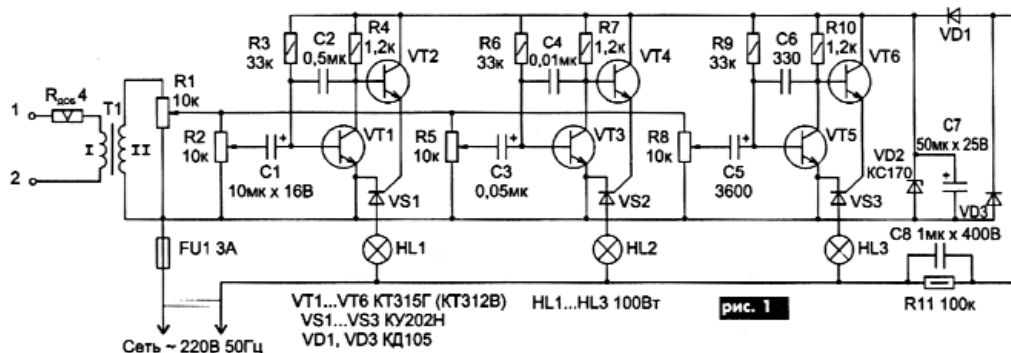 R3
33к
C2
0,5мк
R4
1,2к
VT2
R6
33к
C4
0,01мк
R7
1,2к
VT4
R9
33к
C6
330
R10
1,2к
VT6
VD1
1
2
Rдоб 4
T1
I
II
R1
10к
R2
10к
C1
10мк x 16В
VT1
VS1
R5
10к
C3
0,05мк
VT3
VS2
R8
10к
C5
3600
VT5
VS3
VD2
КС170
C7
50мк x 25В
VD3
FU1 3А
HL1
HL2
HL3
C8 1мк x 400В
R11 100к
Сеть ~ 220В 50Гц
VT1...VT6 КТ315Г (КТ312В)
VS1...VS3 КУ202Н
VD1, VD3 КД105
HL1...HL3 100Вт
рис. 1